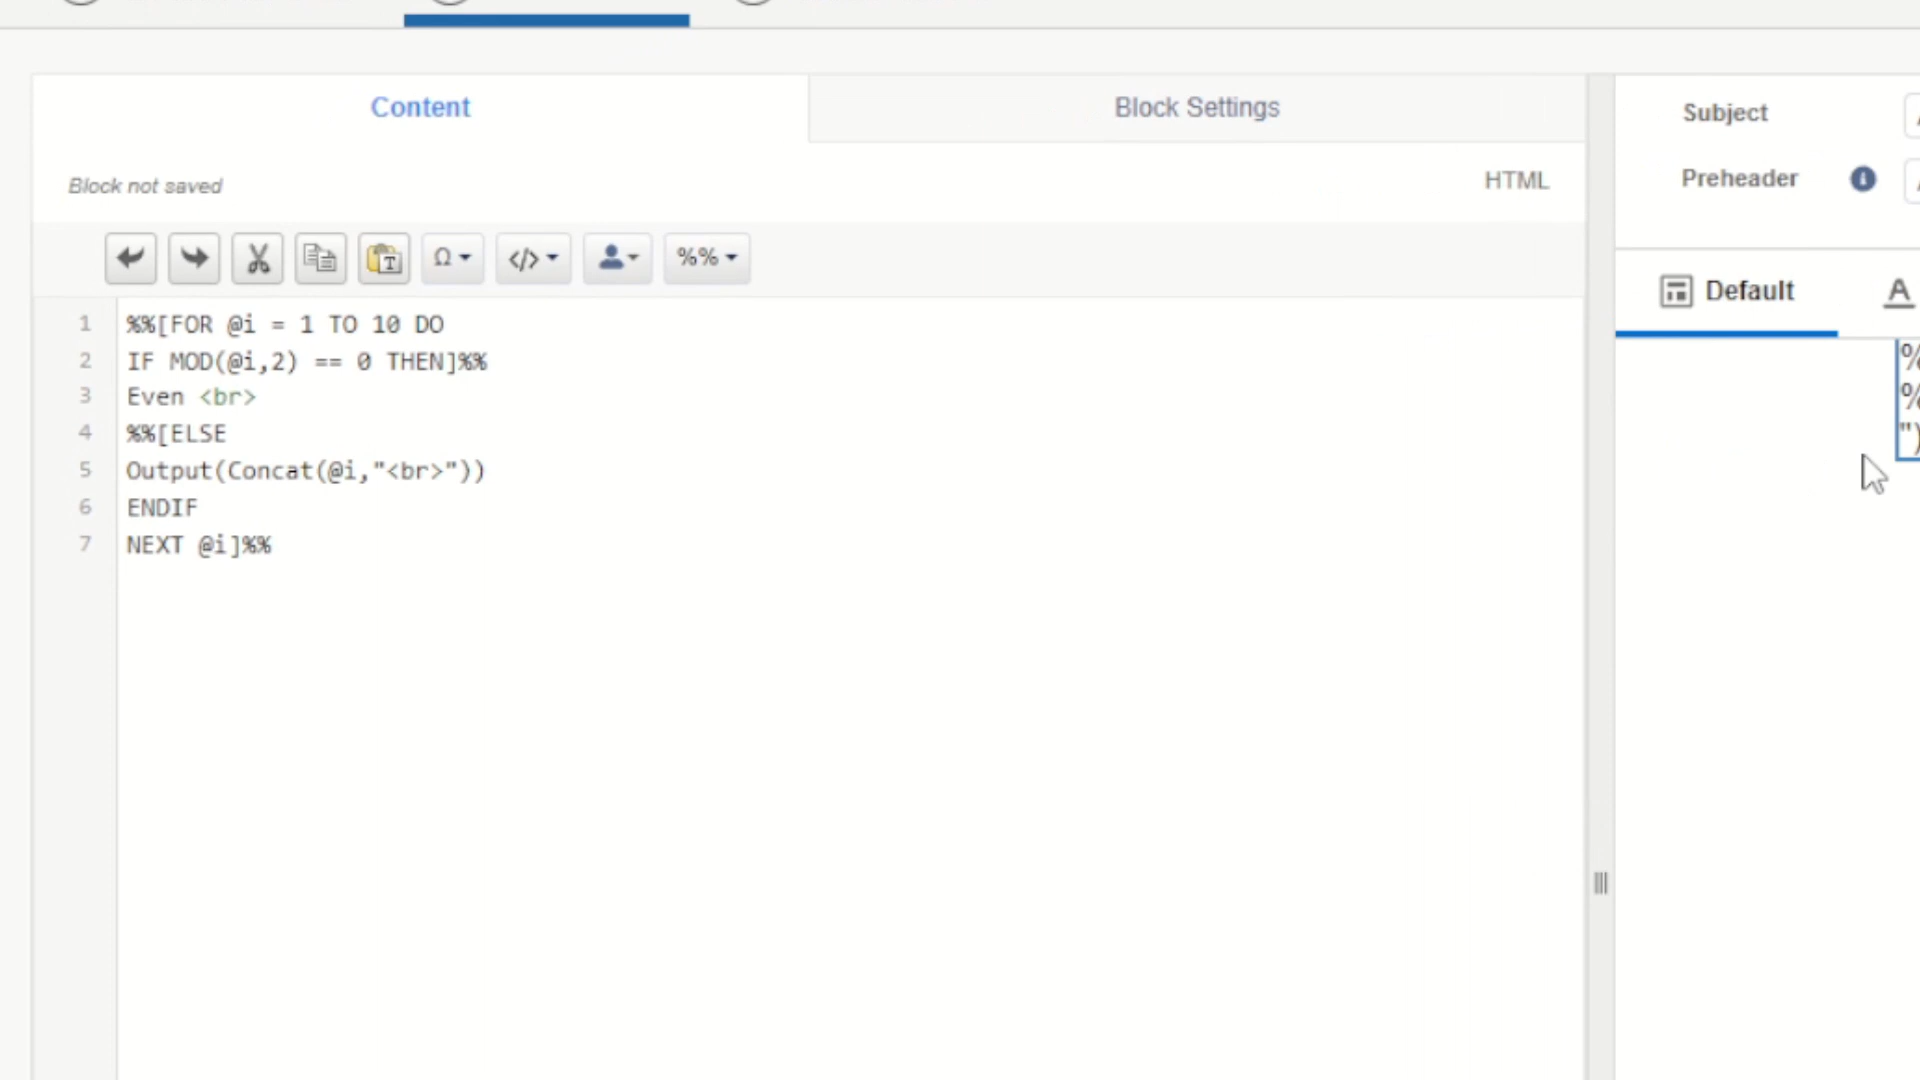 Content
Block Settings
Block not saved
HTML
Ω
</>
%%
1 %%[FOR @i = 1 TO 10 DO
2 IF MOD(@i,2) == 0 THEN]%%
3 Even <br>
4 %%[ELSE
5 Output(Concat(@i,"<br>"))
6 ENDIF
7 NEXT @i]%%
Subject
Preheader
Default
A
%
%
")